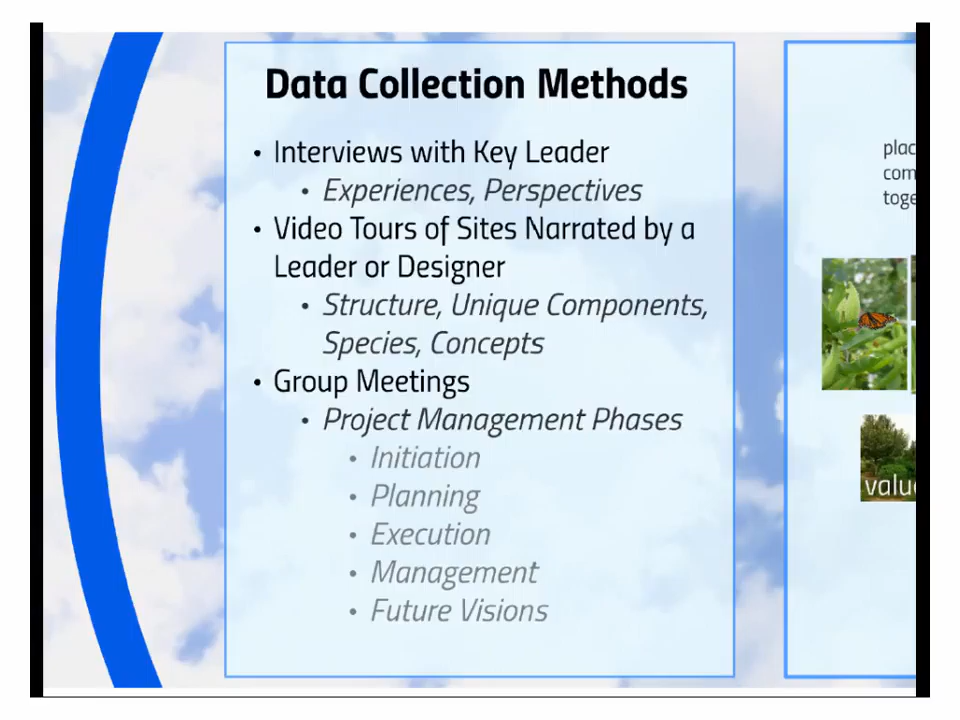 Data Collection Methods
• Interviews with Key Leader
• Experiences, Perspectives
• Video Tours of Sites Narrated by a
Leader or Designer
• Structure, Unique Components,
Species, Concepts
• Group Meetings
• Project Management Phases
• Initiation
• Planning
• Execution
• Management
• Future Visions